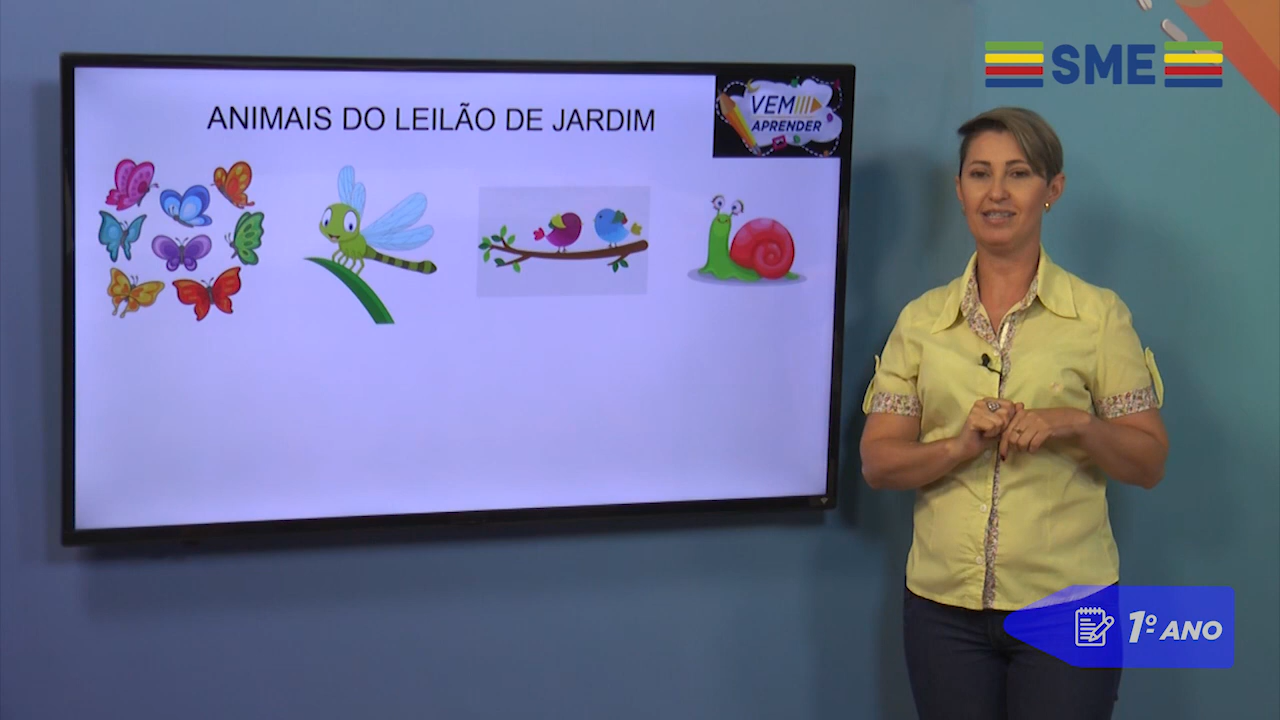 ANIMAIS DO LEILÃO DE JARDIM
VEM
APRENDER
SME
1º ANO